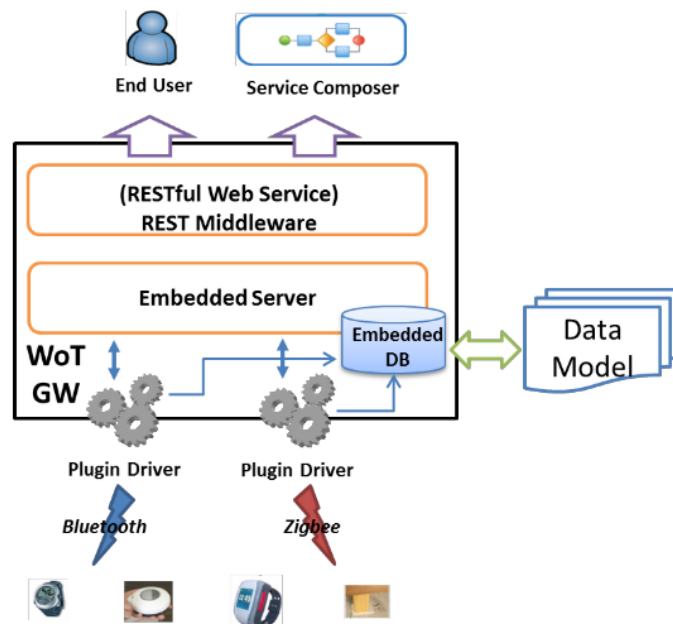 End User
Service Composer
(RESTful Web Service)
REST Middleware
Embedded Server
Embedded
DB
WoT
GW
Data
Model
Plugin Driver
Plugin Driver
Bluetooth
Zigbee